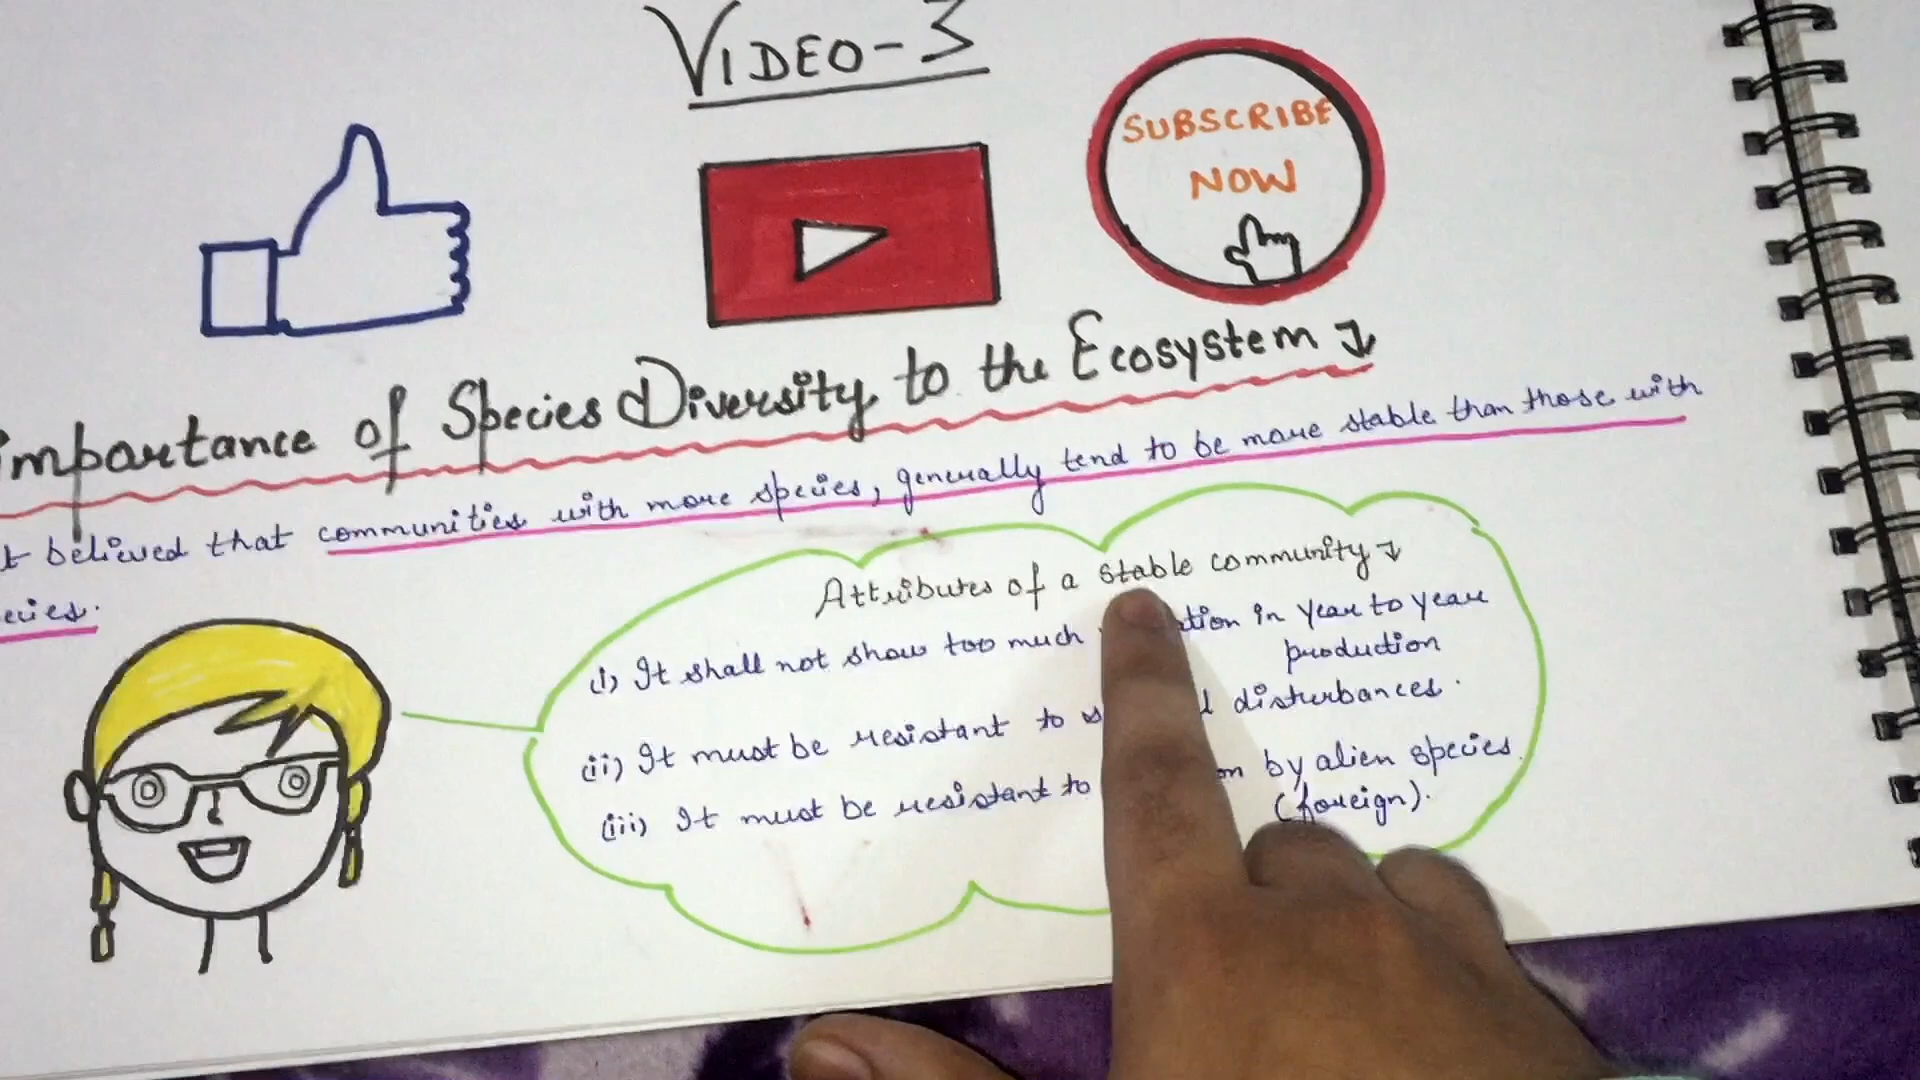 VIDEO-3
SUBSCRIBE
NOW
importance of Species Diversity to the Ecosystem ↓
t believed that communities with more species, generally tend to be more stable than those with
ecies.
Attributes of a stable community ↓
(i) It shall not show too much ation in year to year
production
(ii) It must be resistant to disturbances.
(iii) It must be resistant to on by alien species.
(foreign).